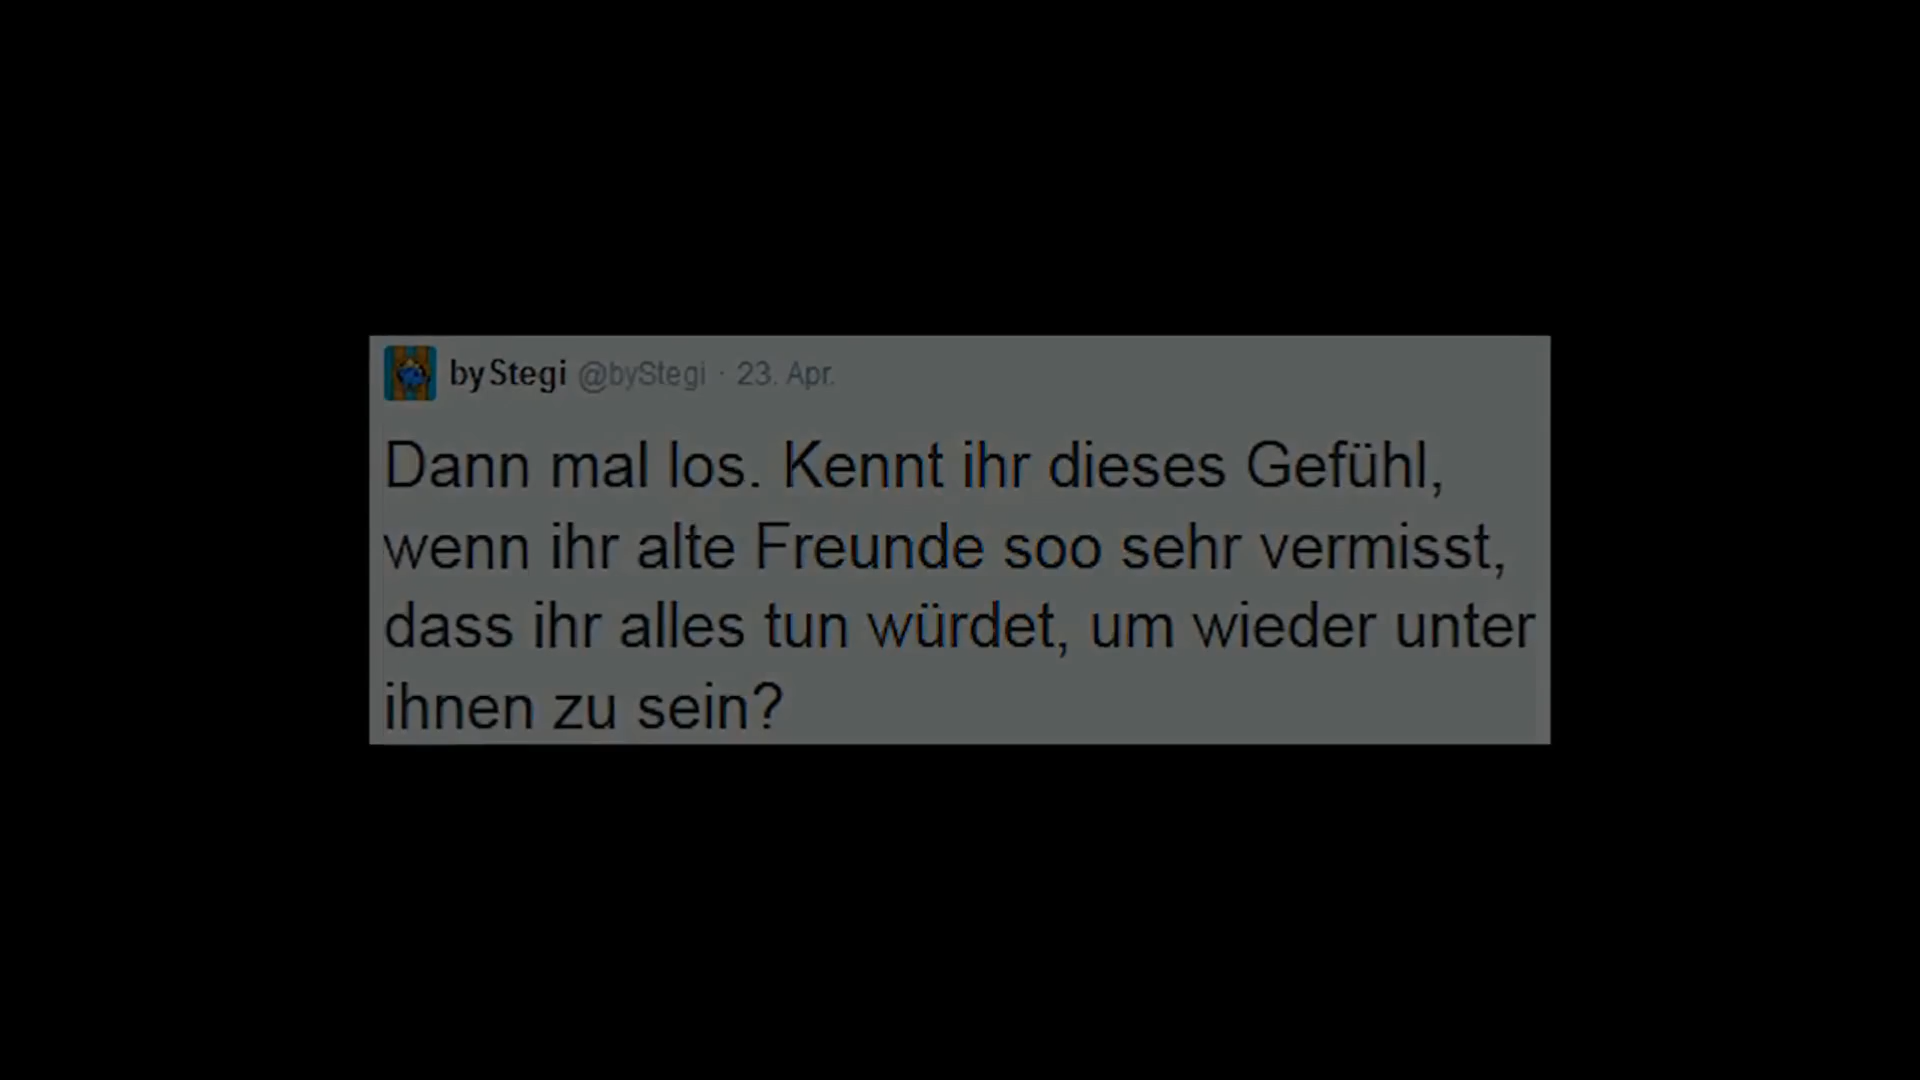 byStegi @byStegi · 23. Apr.
Dann mal los. Kennt ihr dieses Gefühl,
wenn ihr alte Freunde soo sehr vermisst,
dass ihr alles tun würdet, um wieder unter
ihnen zu sein?